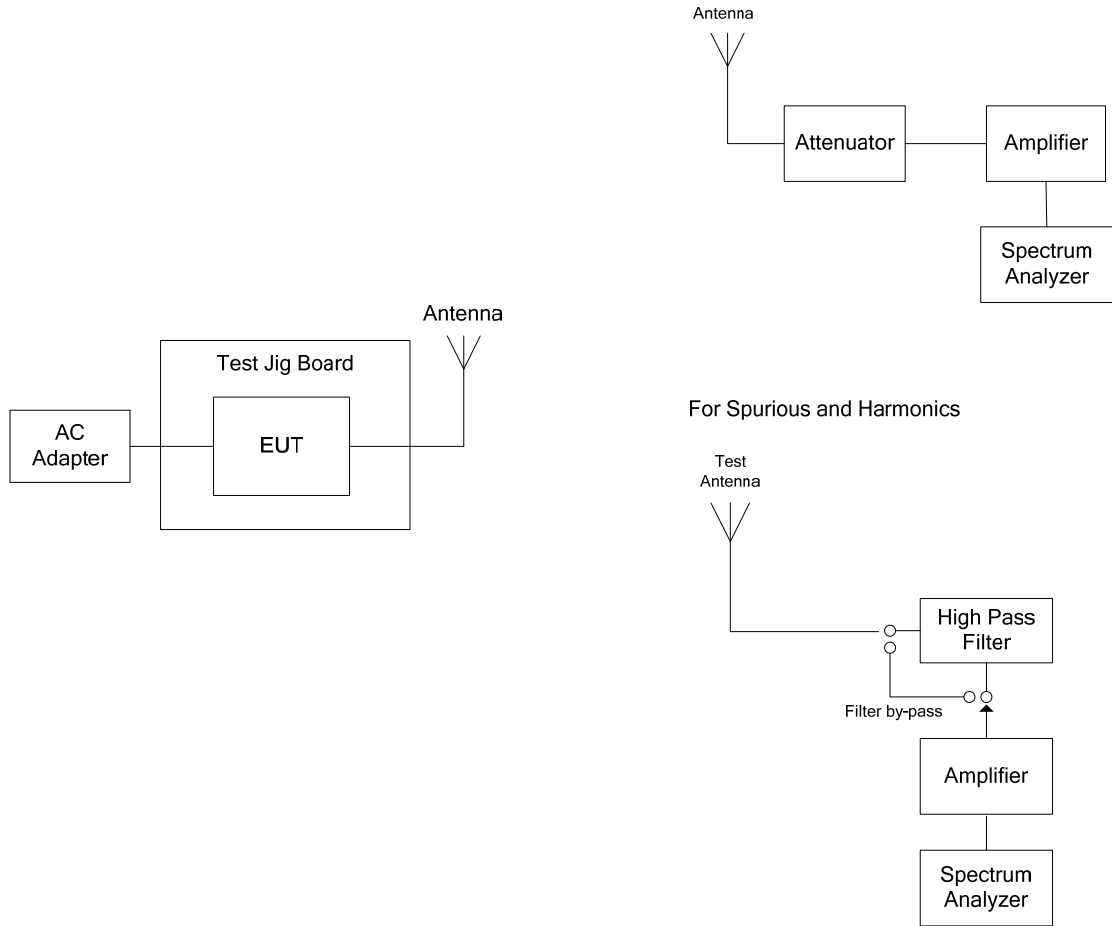 Antenna
Attenuator
Amplifier
Spectrum
Analyzer
Antenna
Test Jig Board
AC
Adapter
EUT
For Spurious and Harmonics
Test
Antenna
High Pass
Filter
Filter by-pass
Amplifier
Spectrum
Analyzer